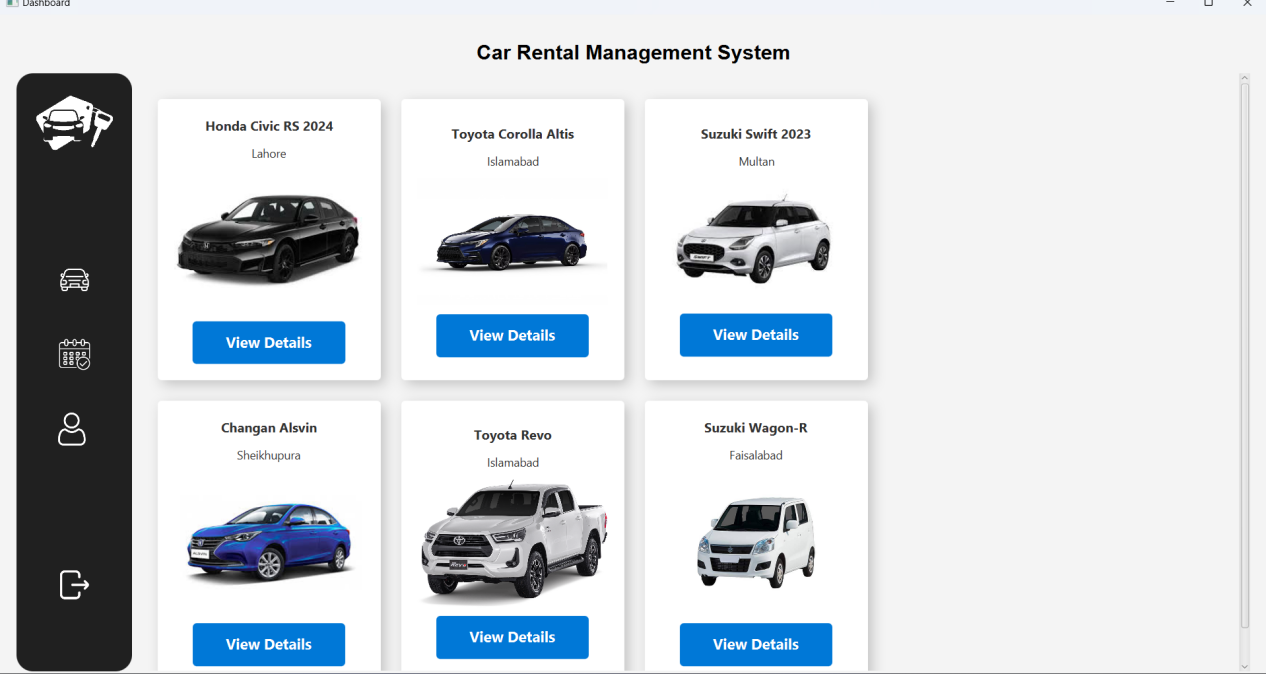 Dashboard
Car Rental Management System
Honda Civic RS 2024
Lahore
View Details
Toyota Corolla Altis
Islamabad
View Details
Suzuki Swift 2023
Multan
SWIFT
View Details
Changan Alsvin
Sheikhupura
View Details
Toyota Revo
Islamabad
Revo
View Details
Suzuki Wagon-R
Faisalabad
View Details